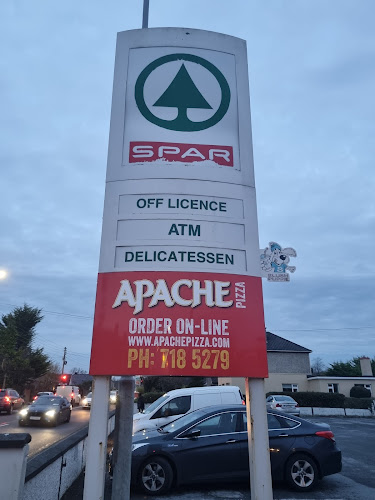 SPAR
OFF LICENCE
ATM
DELICATESSEN
APACHE PIZZA
ORDER ON-LINE
WWW.APACHEPIZZA.COM
PH: 718 5279